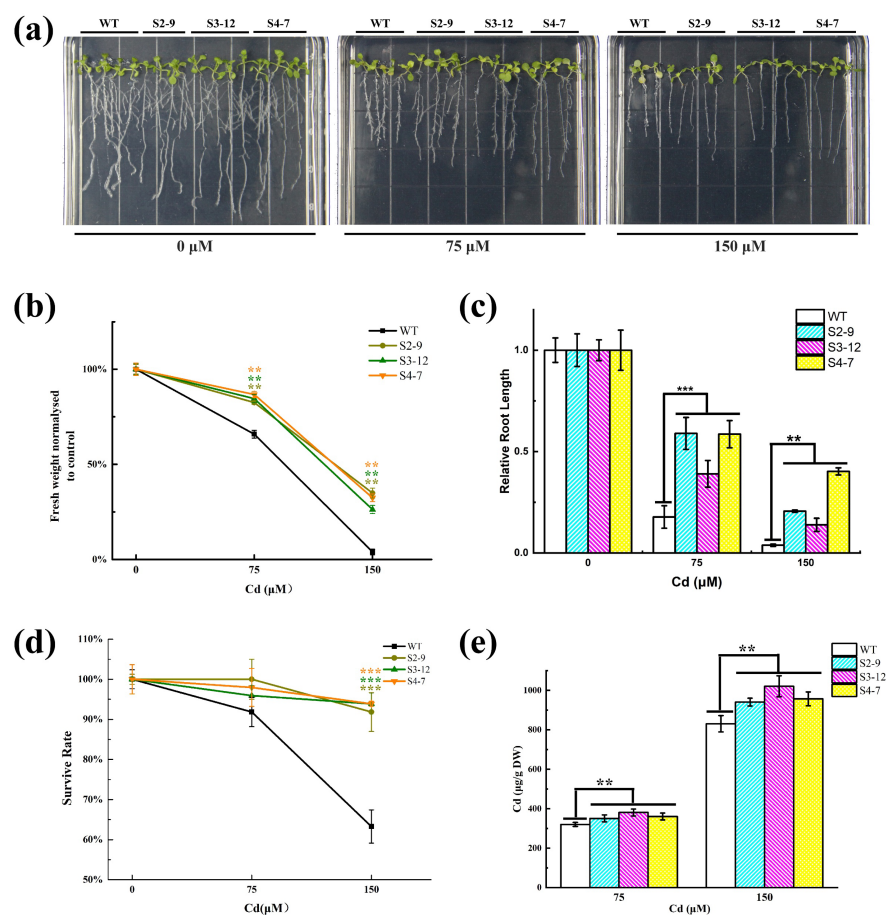 (a)
WT S2-9 S3-12 S4-7 WT S2-9 S3-12 S4-7 WT S2-9 S3-12 S4-7
0 μM 75 μM 150 μM
(b)
WT
S2-9
S3-12
S4-7
100%
50%
0%
Fresh weight normalysed
to control
**
**
**
**
**
**
0 75 150
Cd (μM)
(c)
WT
S2-9
S3-12
S4-7
1.0
0.5
0.0
Relative Root Length
***
**
0 75 150
Cd (μM)
(d)
WT
S2-9
S3-12
S4-7
110%
100%
90%
80%
70%
60%
50%
Survive Rate
***
***
***
0 75 150
Cd(μM)
(e)
WT
S2-9
S3-12
S4-7
1000
800
600
400
200
0
Cd (μg/g DW)
**
**
75 150
Cd (μM)